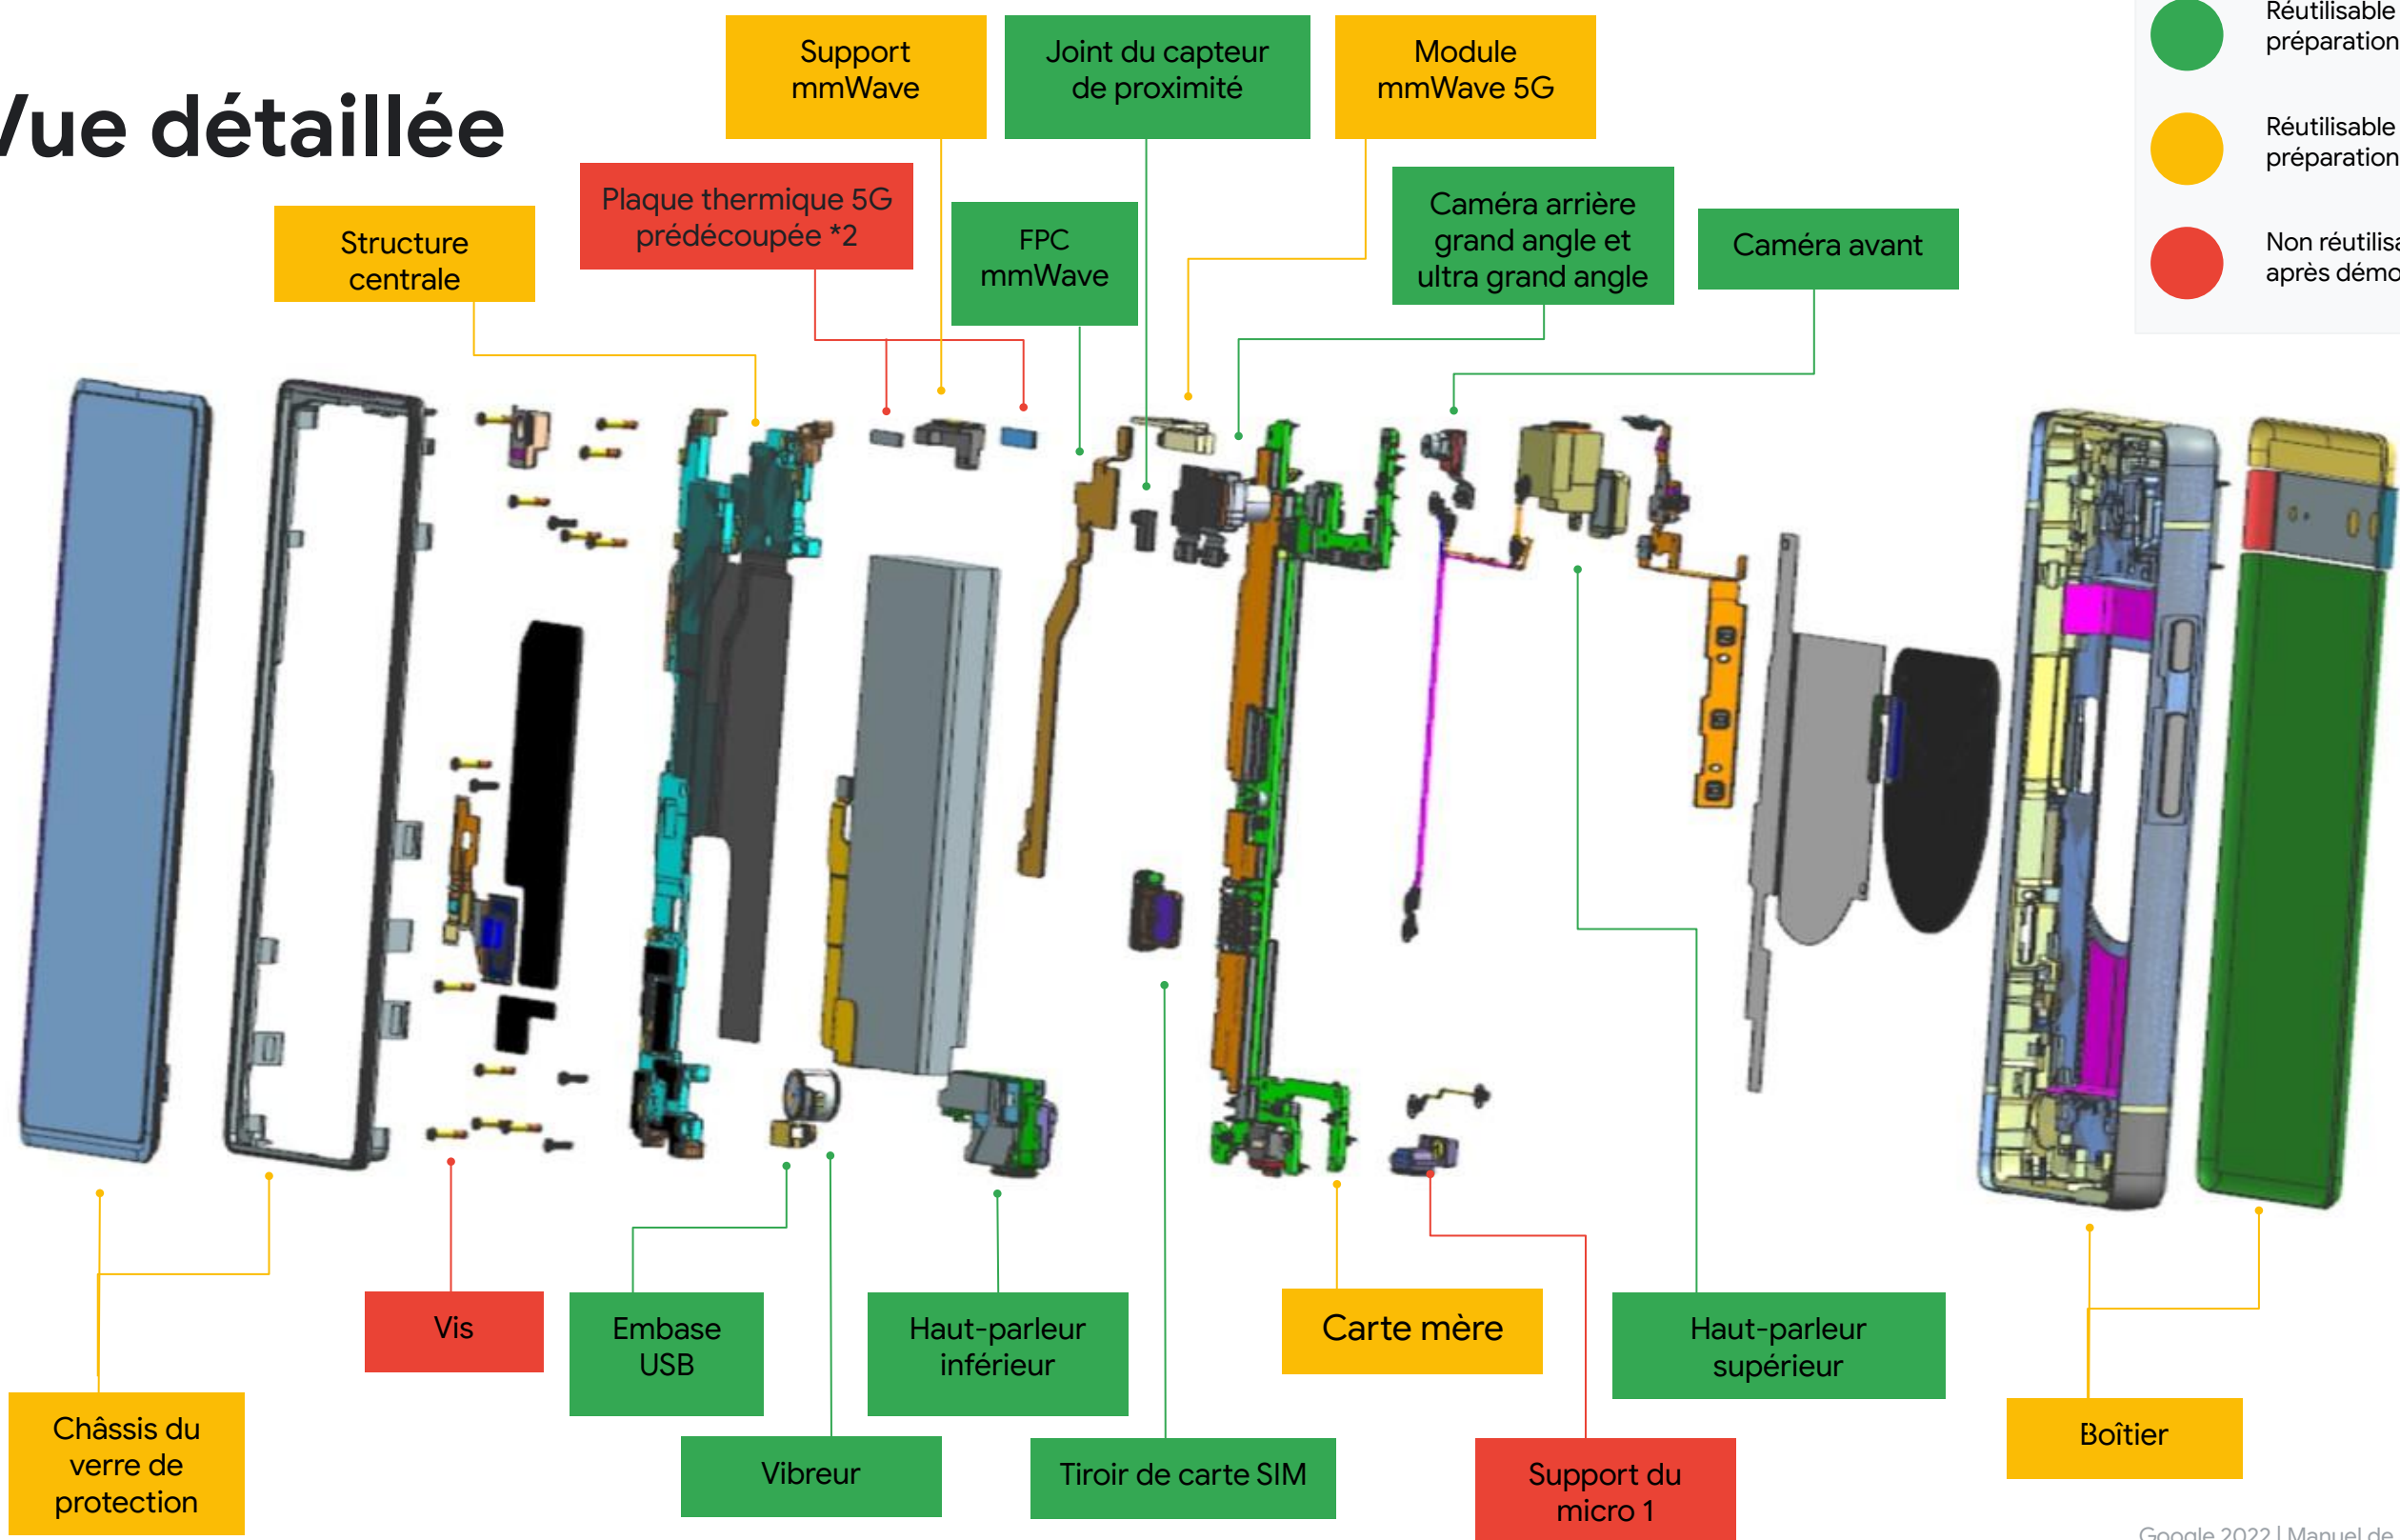 Vue détaillée
Support
mmWave
Joint du capteur
de proximité
Module
mmWave 5G
Réutilisable
préparation
Réutilisable
préparation
Non
après
Structure
centrale
Plaque thermique 5G
prédécoupée *2
FPC
mmWave
Caméra arrière
grand angle et
ultra grand angle
Caméra avant
Châssis du
verre de
protection
Vis
Embase
USB
Vibreur
Haut-parleur
inférieur
Tiroir de carte SIM
Carte mère
Support du
micro 1
Haut-parleur
supérieur
Boîtier
Google 2022 | Manuel de